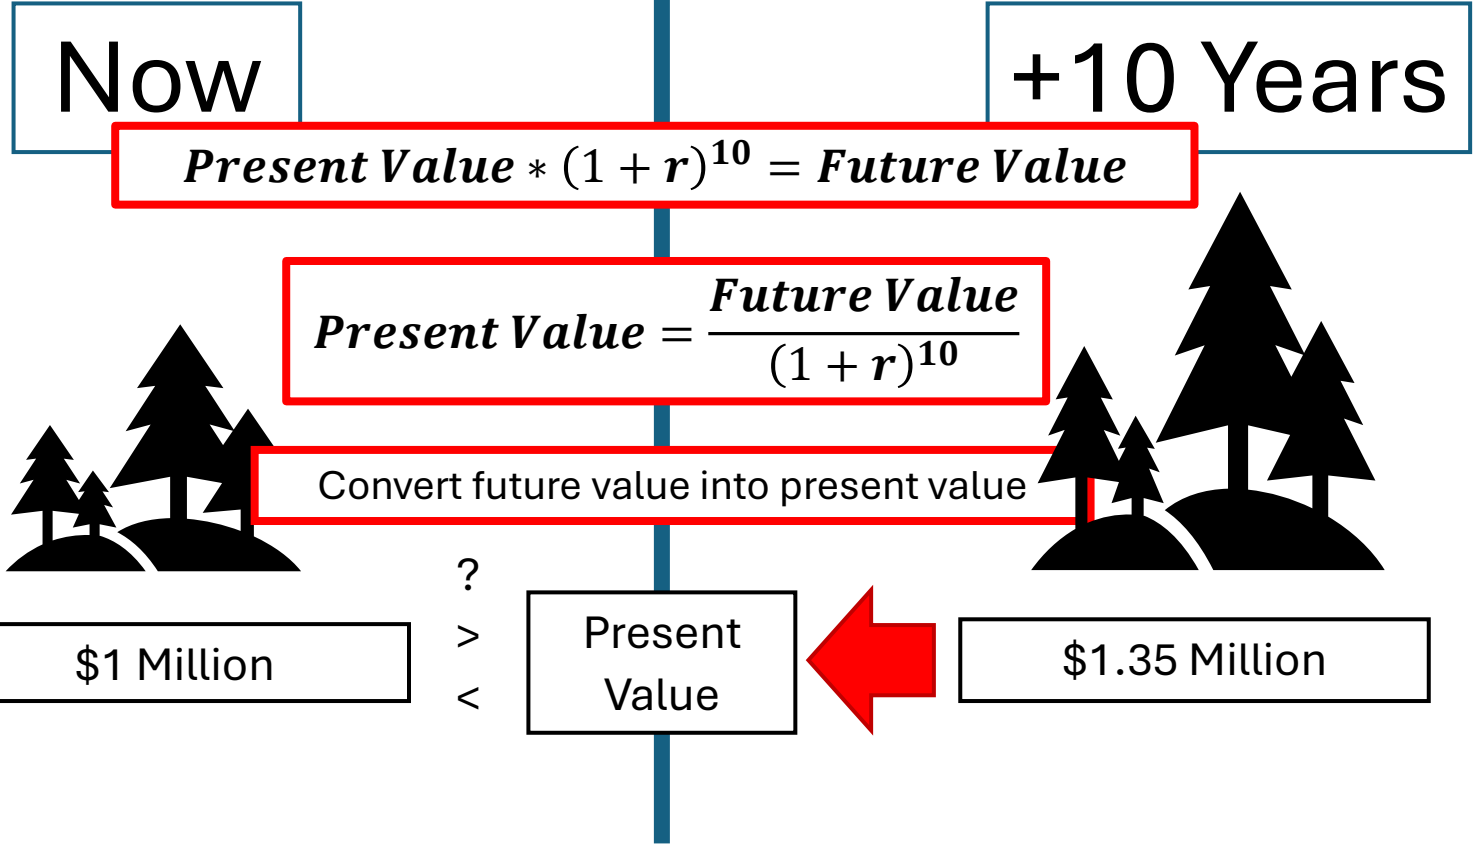 Now
+10 Years
Present Value * (1 + r)^10 = Future Value
Present Value = Future Value / (1 + r)^10
Convert future value into present value
?
>
<
$1 Million
Present
Value
$1.35 Million